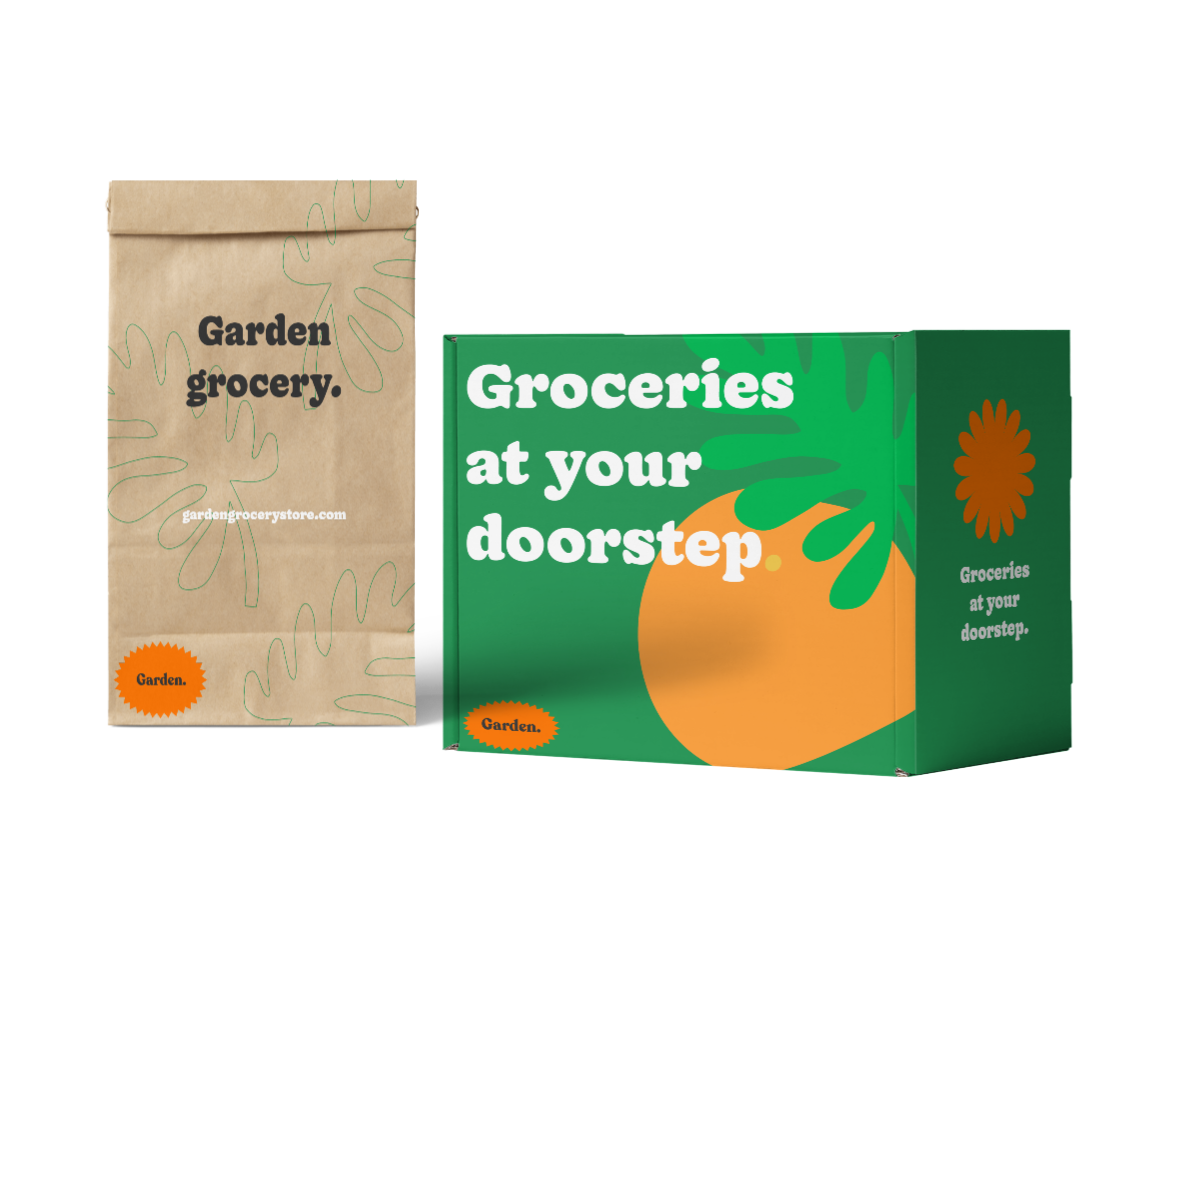 Garden
grocery.
gardengrocerystore.com
Garden.
Groceries
at your
doorstep.
Garden.
Groceries
at your
doorstep.